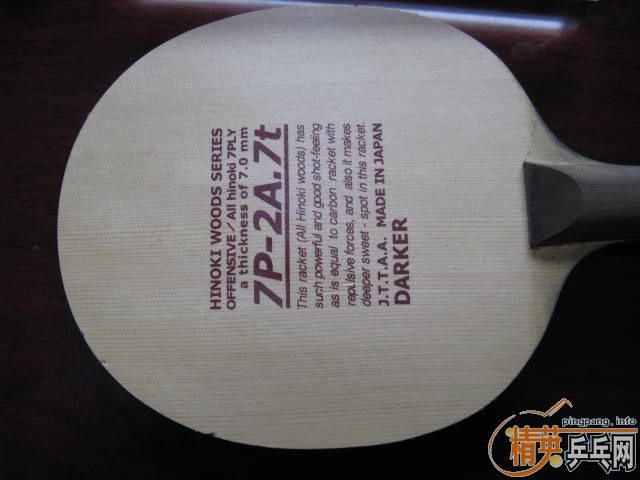 HINOKI WOODS SERIES
OFFENSIVE/All hinoki 7PLY
a thickness of 7.0 mm
7P-2A.7t
This racket (All Hinoki woods) has
such powerful and good shot-feeling
as is equal to carbon racket with
repulsive forces, and also it makes
deeper sweet - spot in this racket.
J.T.T.A.A. MADE IN JAPAN
DARKER
pingpang.info
精英乒乓网